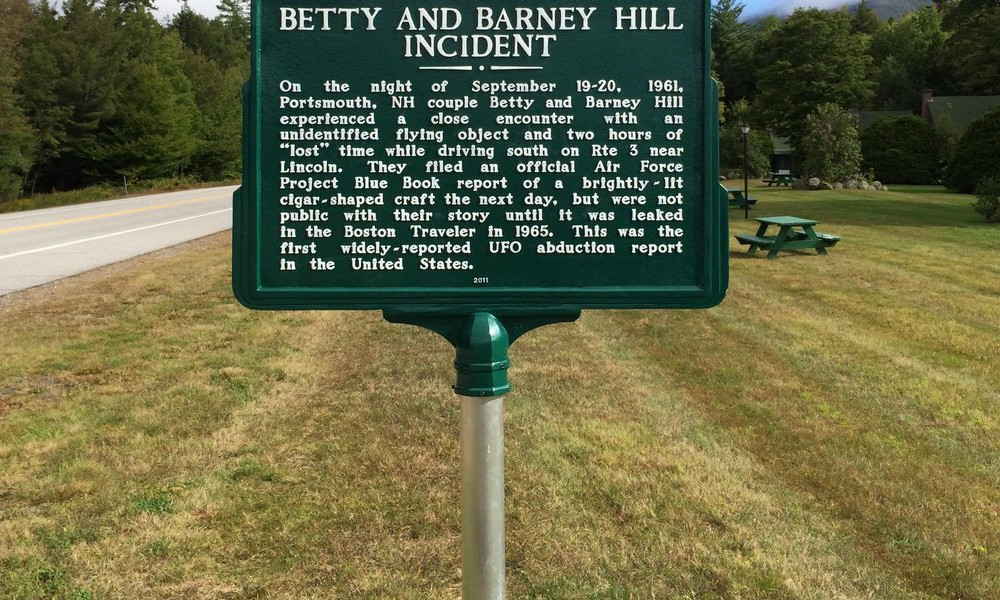 BETTY AND BARNEY HILL
INCIDENT
On the night of September 19-20, 1961,
Portsmouth, NH couple Betty and Barney Hill
experienced a close encounter with an
unidentified flying object and two hours of
"lost" time while driving south on Rte 3 near
Lincoln. They filed an official Air Force
Project Blue Book report of a brightly-lit
cigar-shaped craft the next day, but were not
public with their story until it was leaked
in the Boston Traveler in 1965. This was the
first widely-reported UFO abduction report
in the United States.
2011